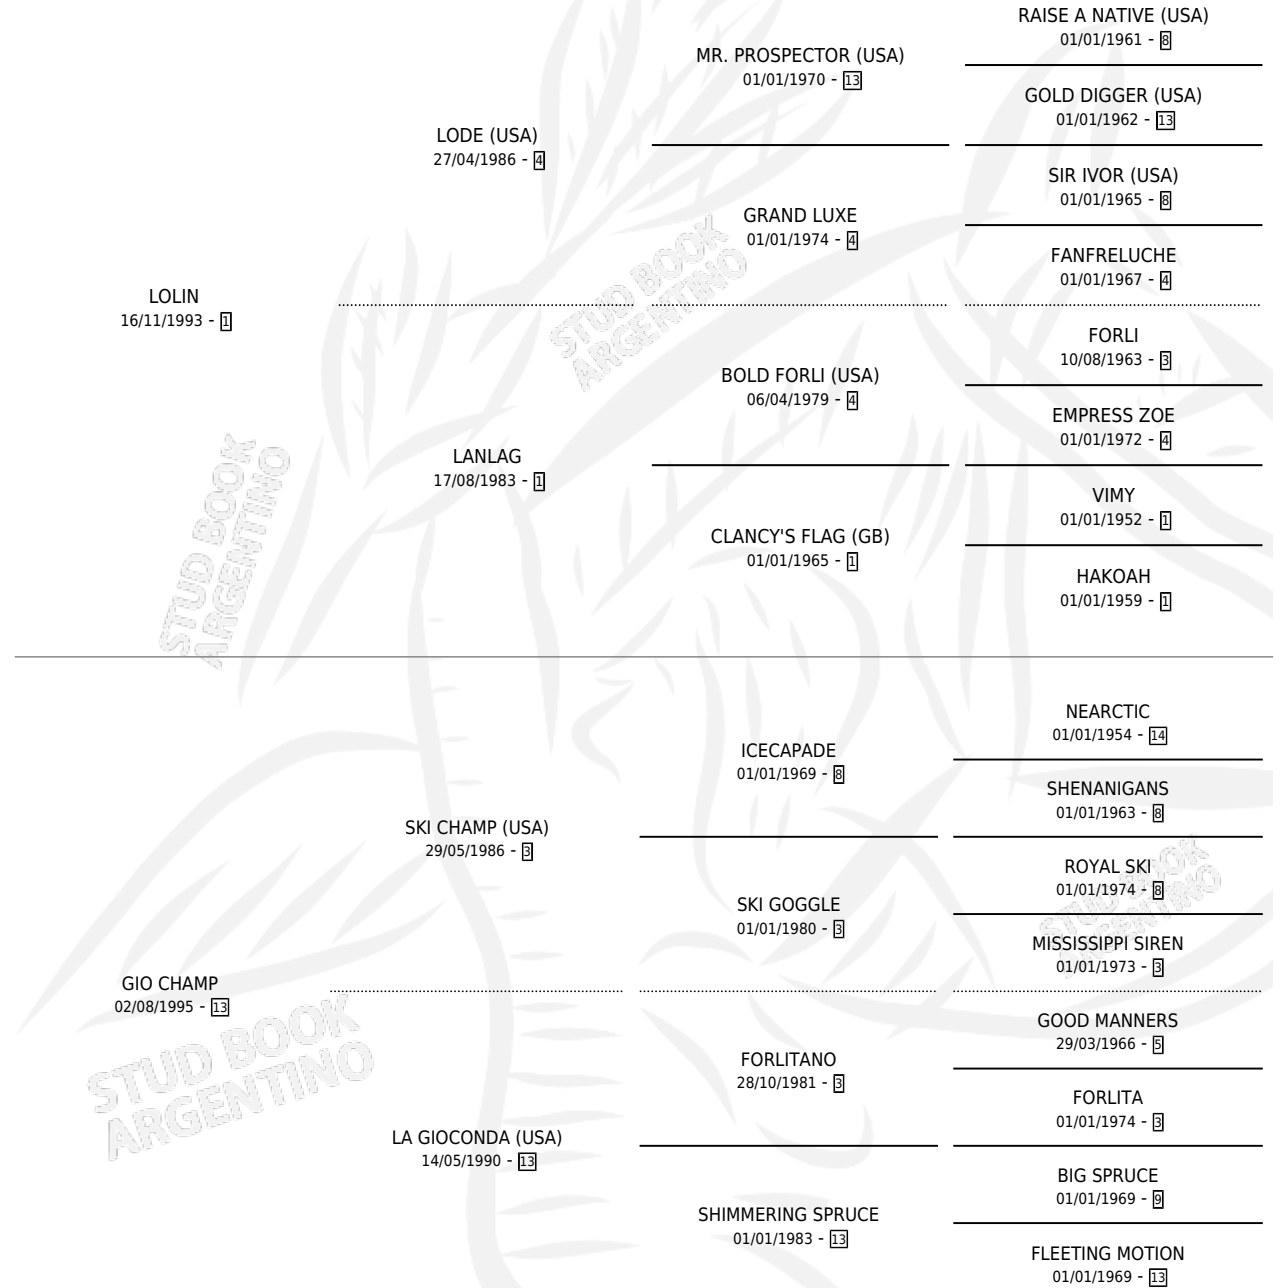 RAISE A NATIVE (USA)
01/01/1961 - 8
MR. PROSPECTOR (USA)
01/01/1970 - 13
GOLD DIGGER (USA)
01/01/1962 - 13
LODE (USA)
27/04/1986 - 4
SIR IVOR (USA)
01/01/1965 - 8
GRAND LUXE
01/01/1974 - 4
FANFRELUCHE
01/01/1967 - 4
LOLIN
16/11/1993 - 1
FORLI
10/08/1963 - 3
BOLD FORLI (USA)
06/04/1979 - 4
EMPRESS ZOE
01/01/1972 - 4
LANLAG
17/08/1983 - 1
VIMY
01/01/1952 - 1
CLANCY'S FLAG (GB)
01/01/1965 - 1
HAKOAH
01/01/1959 - 1
NEARCTIC
01/01/1954 - 14
ICECAPADE
01/01/1969 - 8
SHENANIGANS
01/01/1963 - 8
SKI CHAMP (USA)
29/05/1986 - 3
ROYAL SKI
01/01/1974 - 8
SKI GOGGLE
01/01/1980 - 3
MISSISSIPPI SIREN
01/01/1973 - 3
GIO CHAMP
02/08/1995 - 13
GOOD MANNERS
29/03/1966 - 5
FORLITANO
28/10/1981 - 3
FORLITA
01/01/1974 - 3
LA GIOCONDA (USA)
14/05/1990 - 13
BIG SPRUCE
01/01/1969 - 9
SHIMMERING SPRUCE
01/01/1983 - 13
FLEETING MOTION
01/01/1969 - 13
STUD BOOK
ARGENTINO
STUD BOOK
ARGENTINO
STUD BOOK
ARGENTINO
STUD BOOK
ARGENTINO